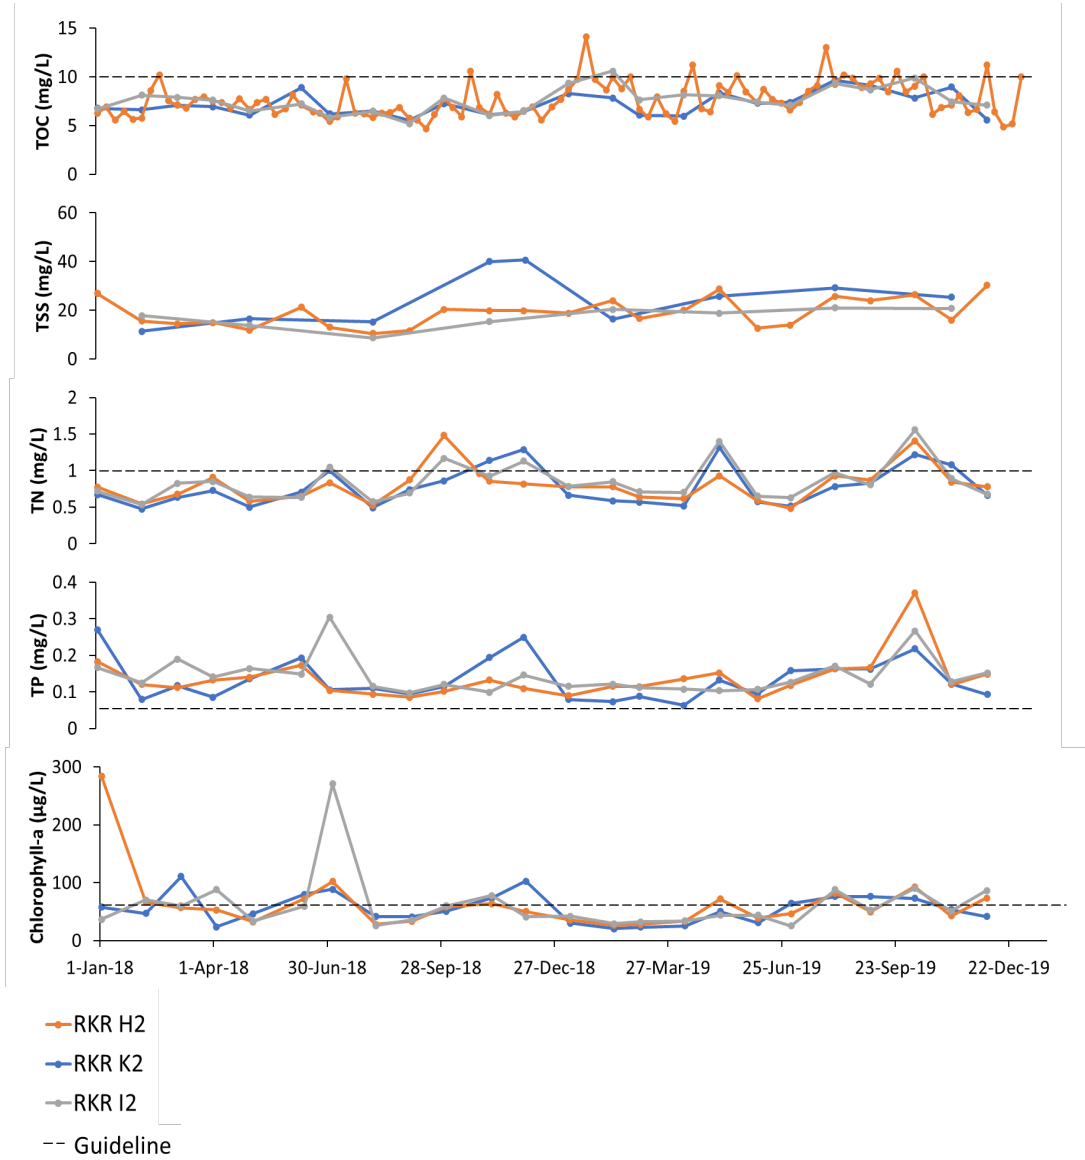 TOC (mg/L)
15
10
5
0
TSS (mg/L)
60
40
20
0
TN (mg/L)
2
1.5
1
0.5
0
TP (mg/L)
0.4
0.3
0.2
0.1
0
Chlorophyll-a (µg/L)
300
200
100
0
1-Jan-18 1-Apr-18 30-Jun-18 28-Sep-18 27-Dec-18 27-Mar-19 25-Jun-19 23-Sep-19 22-Dec-19
RKR H2
RKR K2
RKR I2
Guideline